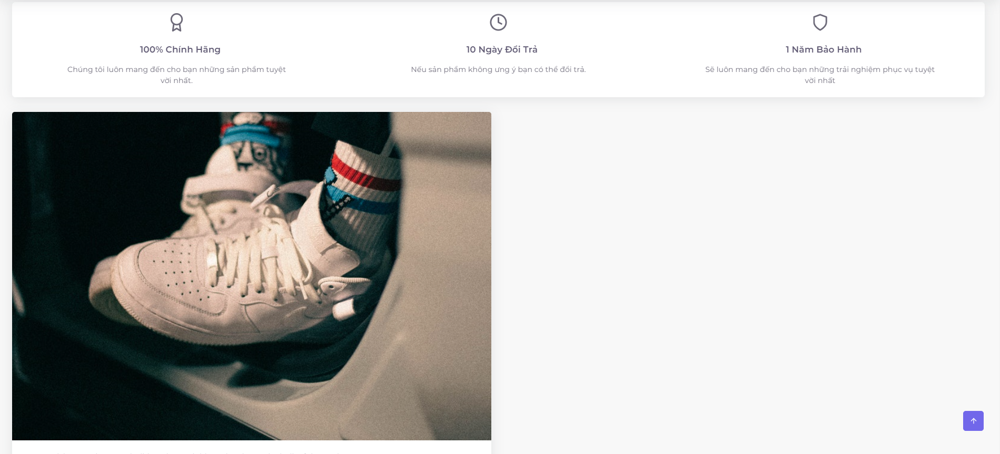 100% Chính Hãng
Chúng tôi luôn mang đến cho bạn những sản phẩm tuyệt
vời nhất.
10 Ngày Đổi Trả
Nếu sản phẩm không ưng ý bạn có thể đổi trả.
1 Năm Bảo Hành
Sẽ luôn mang đến cho bạn những trải nghiệm phục vụ tuyệt
vời nhất